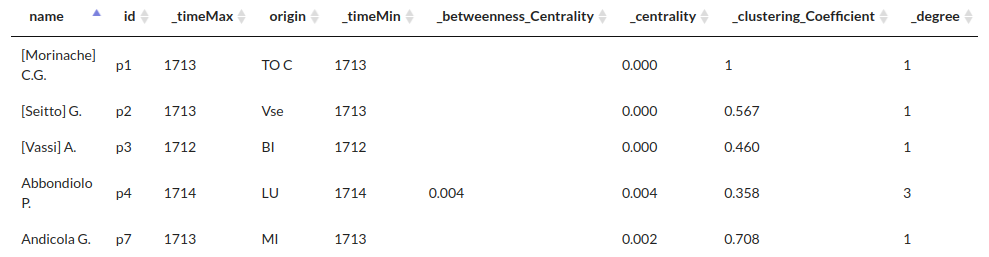 name id _timeMax origin _timeMin _betweenness_Centrality _centrality _clustering_Coefficient _degree
[Morinache] C.G. p1 1713 TO C 1713 0.000 1 1
[Seitto] G. p2 1713 Vse 1713 0.000 0.567 1
[Vassi] A. p3 1712 BI 1712 0.000 0.460 1
Abbondiolo P. p4 1714 LU 1714 0.004 0.004 0.358 3
Andicola G. p7 1713 MI 1713 0.002 0.708 1